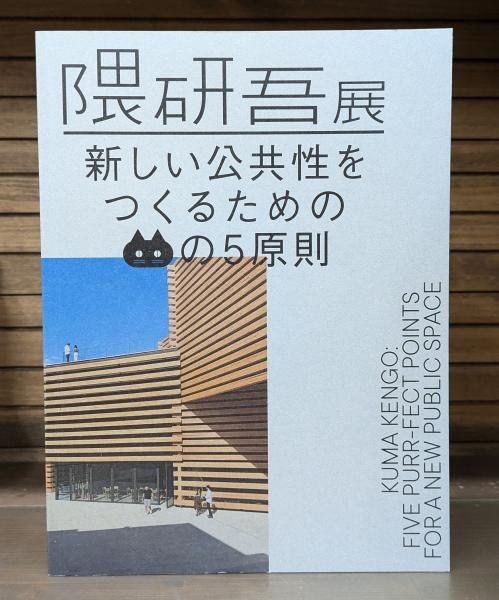 隈研吾展
新しい公共性を
つくるための
の5原則
KUMA KENGO:
FIVE PURR-FECT POINTS
FOR A NEW PUBLIC SPACE